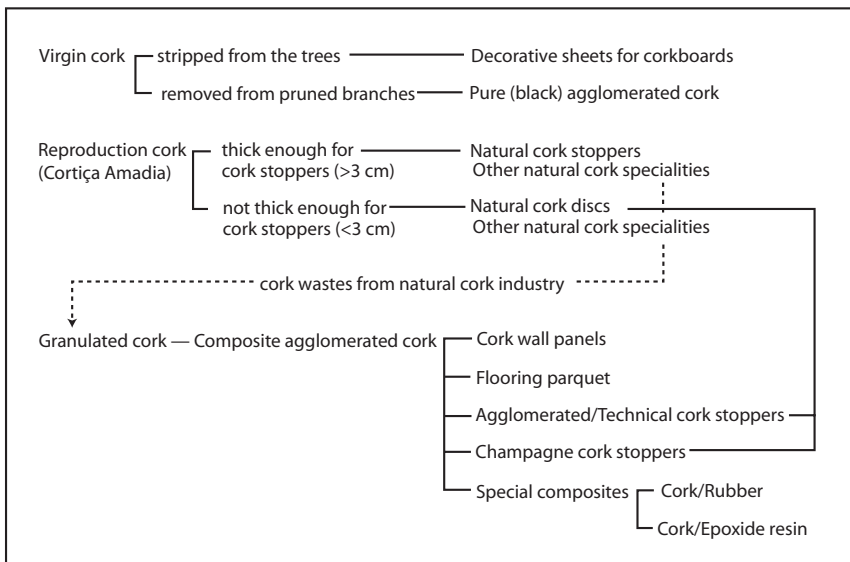 Virgin cork stripped from the trees Decorative sheets for corkboards
removed from pruned branches Pure (black) agglomerated cork
Reproduction cork thick enough for Natural cork stoppers
(Cortiça Amadia) cork stoppers (>3 cm) Other natural cork specialities
not thick enough for Natural cork discs
cork stoppers (<3 cm) Other natural cork specialities
cork wastes from natural cork industry
Granulated cork — Composite agglomerated cork Cork wall panels
Flooring parquet
Agglomerated/Technical cork stoppers
Champagne cork stoppers
Special composites Cork/Rubber
Cork/Epoxide resin